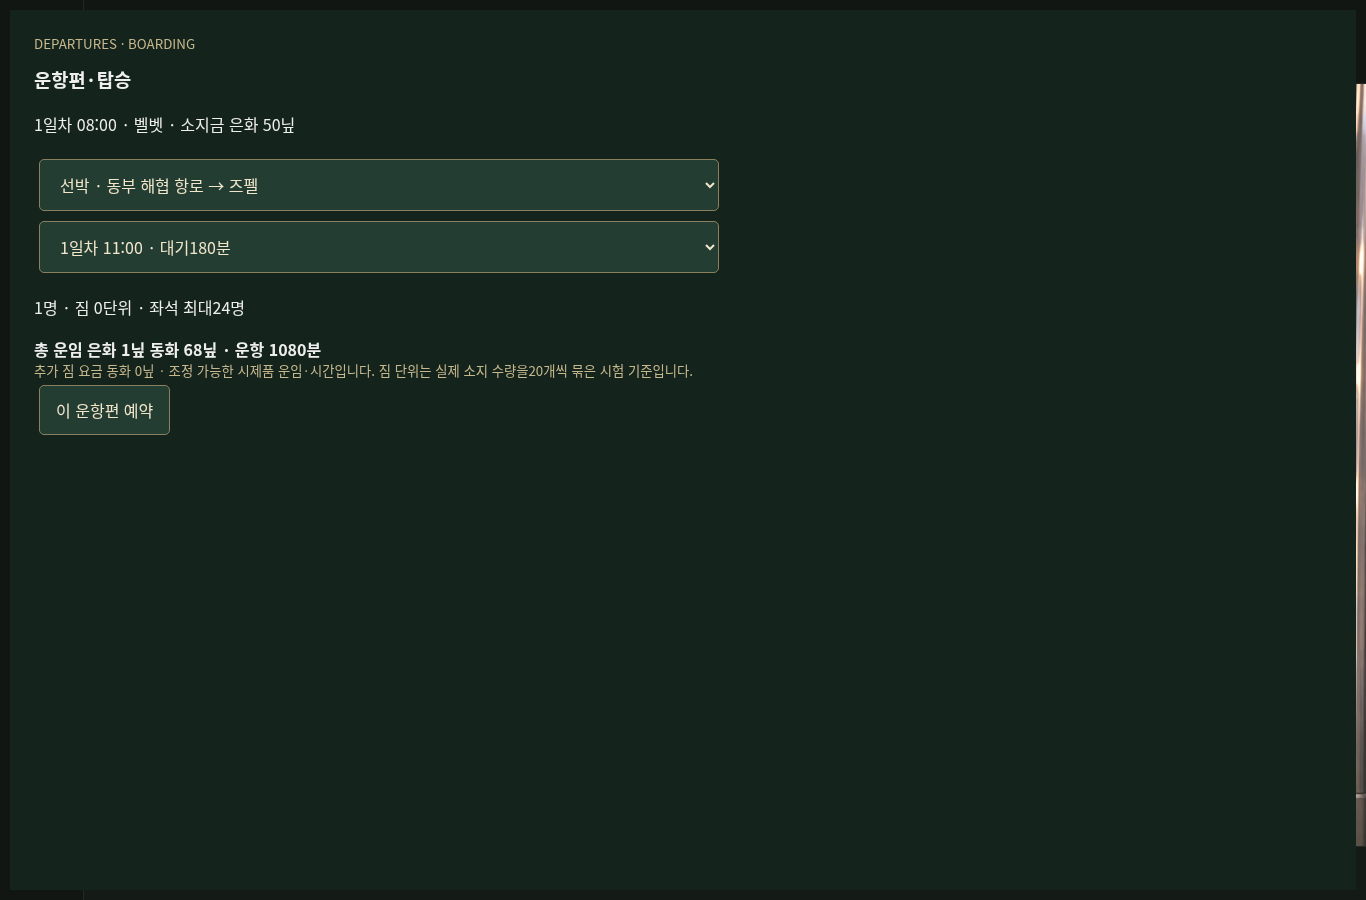 DEPARTURES · BOARDING
운항편·탑승
1일차 08:00 · 벨벳 · 소지금 은화 50닢
선박 · 동부 해협 항로 → 즈펠
1일차 11:00 · 대기180분
1명 · 짐 0단위 · 좌석 최대24명
총 운임 은화 1닢 동화 68닢 · 운항 1080분
추가 짐 요금 동화 0닢 · 조정 가능한 시제품 운임·시간입니다. 짐 단위는 실제 소지 수량을20개씩 묶은 시험 기준입니다.
이 운항편 예약